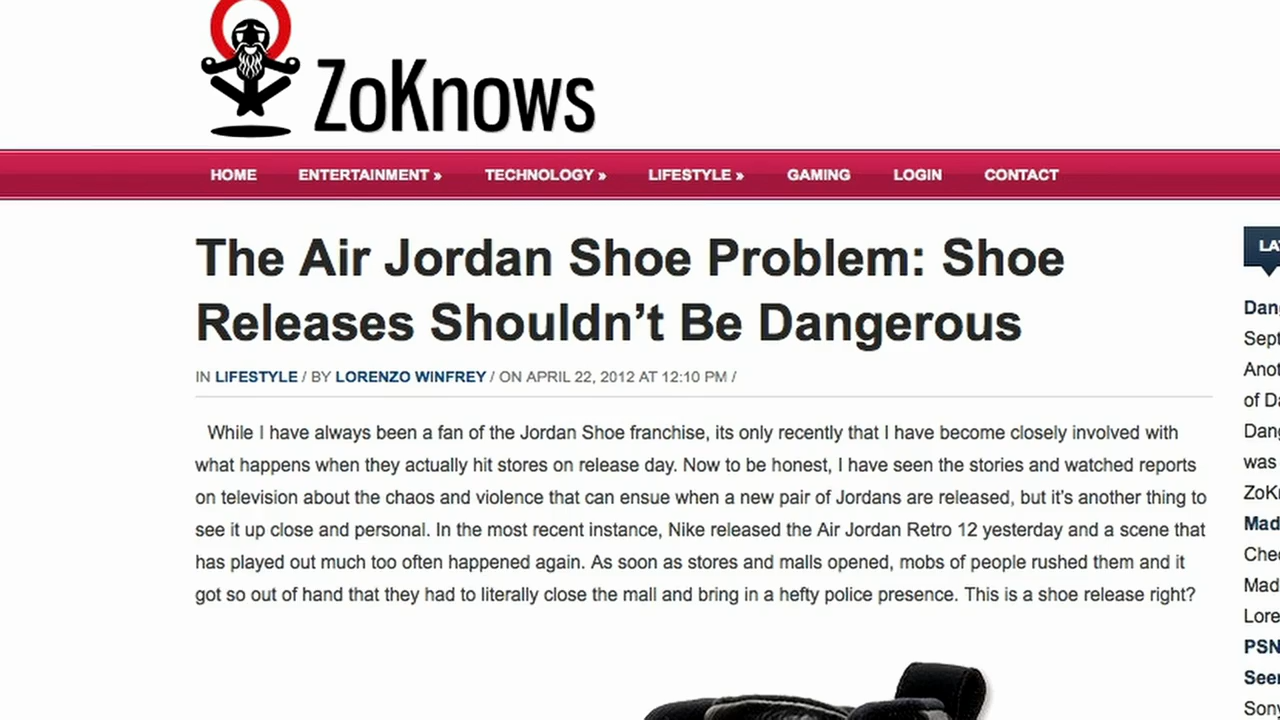 ZoKnows
HOME ENTERTAINMENT » TECHNOLOGY » LIFESTYLE » GAMING LOGIN CONTACT
The Air Jordan Shoe Problem: Shoe
Releases Shouldn’t Be Dangerous
IN LIFESTYLE / BY LORENZO WINFREY / ON APRIL 22, 2012 AT 12:10 PM /
While I have always been a fan of the Jordan Shoe franchise, its only recently that I have become closely involved with
what happens when they actually hit stores on release day. Now to be honest, I have seen the stories and watched reports
on television about the chaos and violence that can ensue when a new pair of Jordans are released, but it’s another thing to
see it up close and personal. In the most recent instance, Nike released the Air Jordan Retro 12 yesterday and a scene that
has played out much too often happened again. As soon as stores and malls opened, mobs of people rushed them and it
got so out of hand that they had to literally close the mall and bring in a hefty police presence. This is a shoe release right?
Sept
of
was